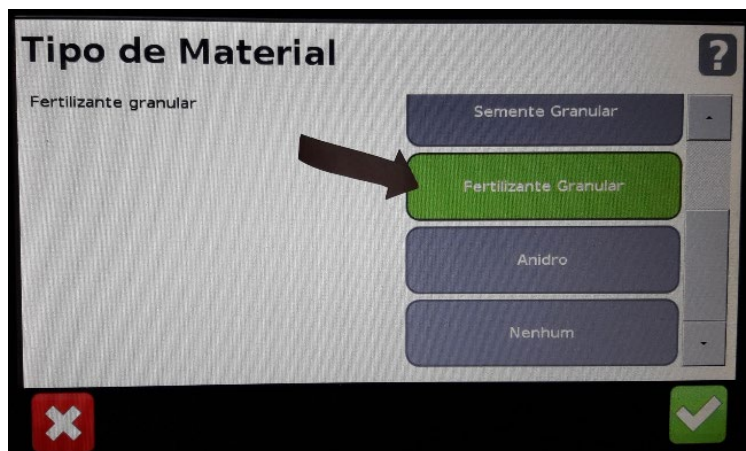 Tipo de Material
?
Fertilizante granular
Semente Granular
Fertilizante Granular
Anidro
Nenhum